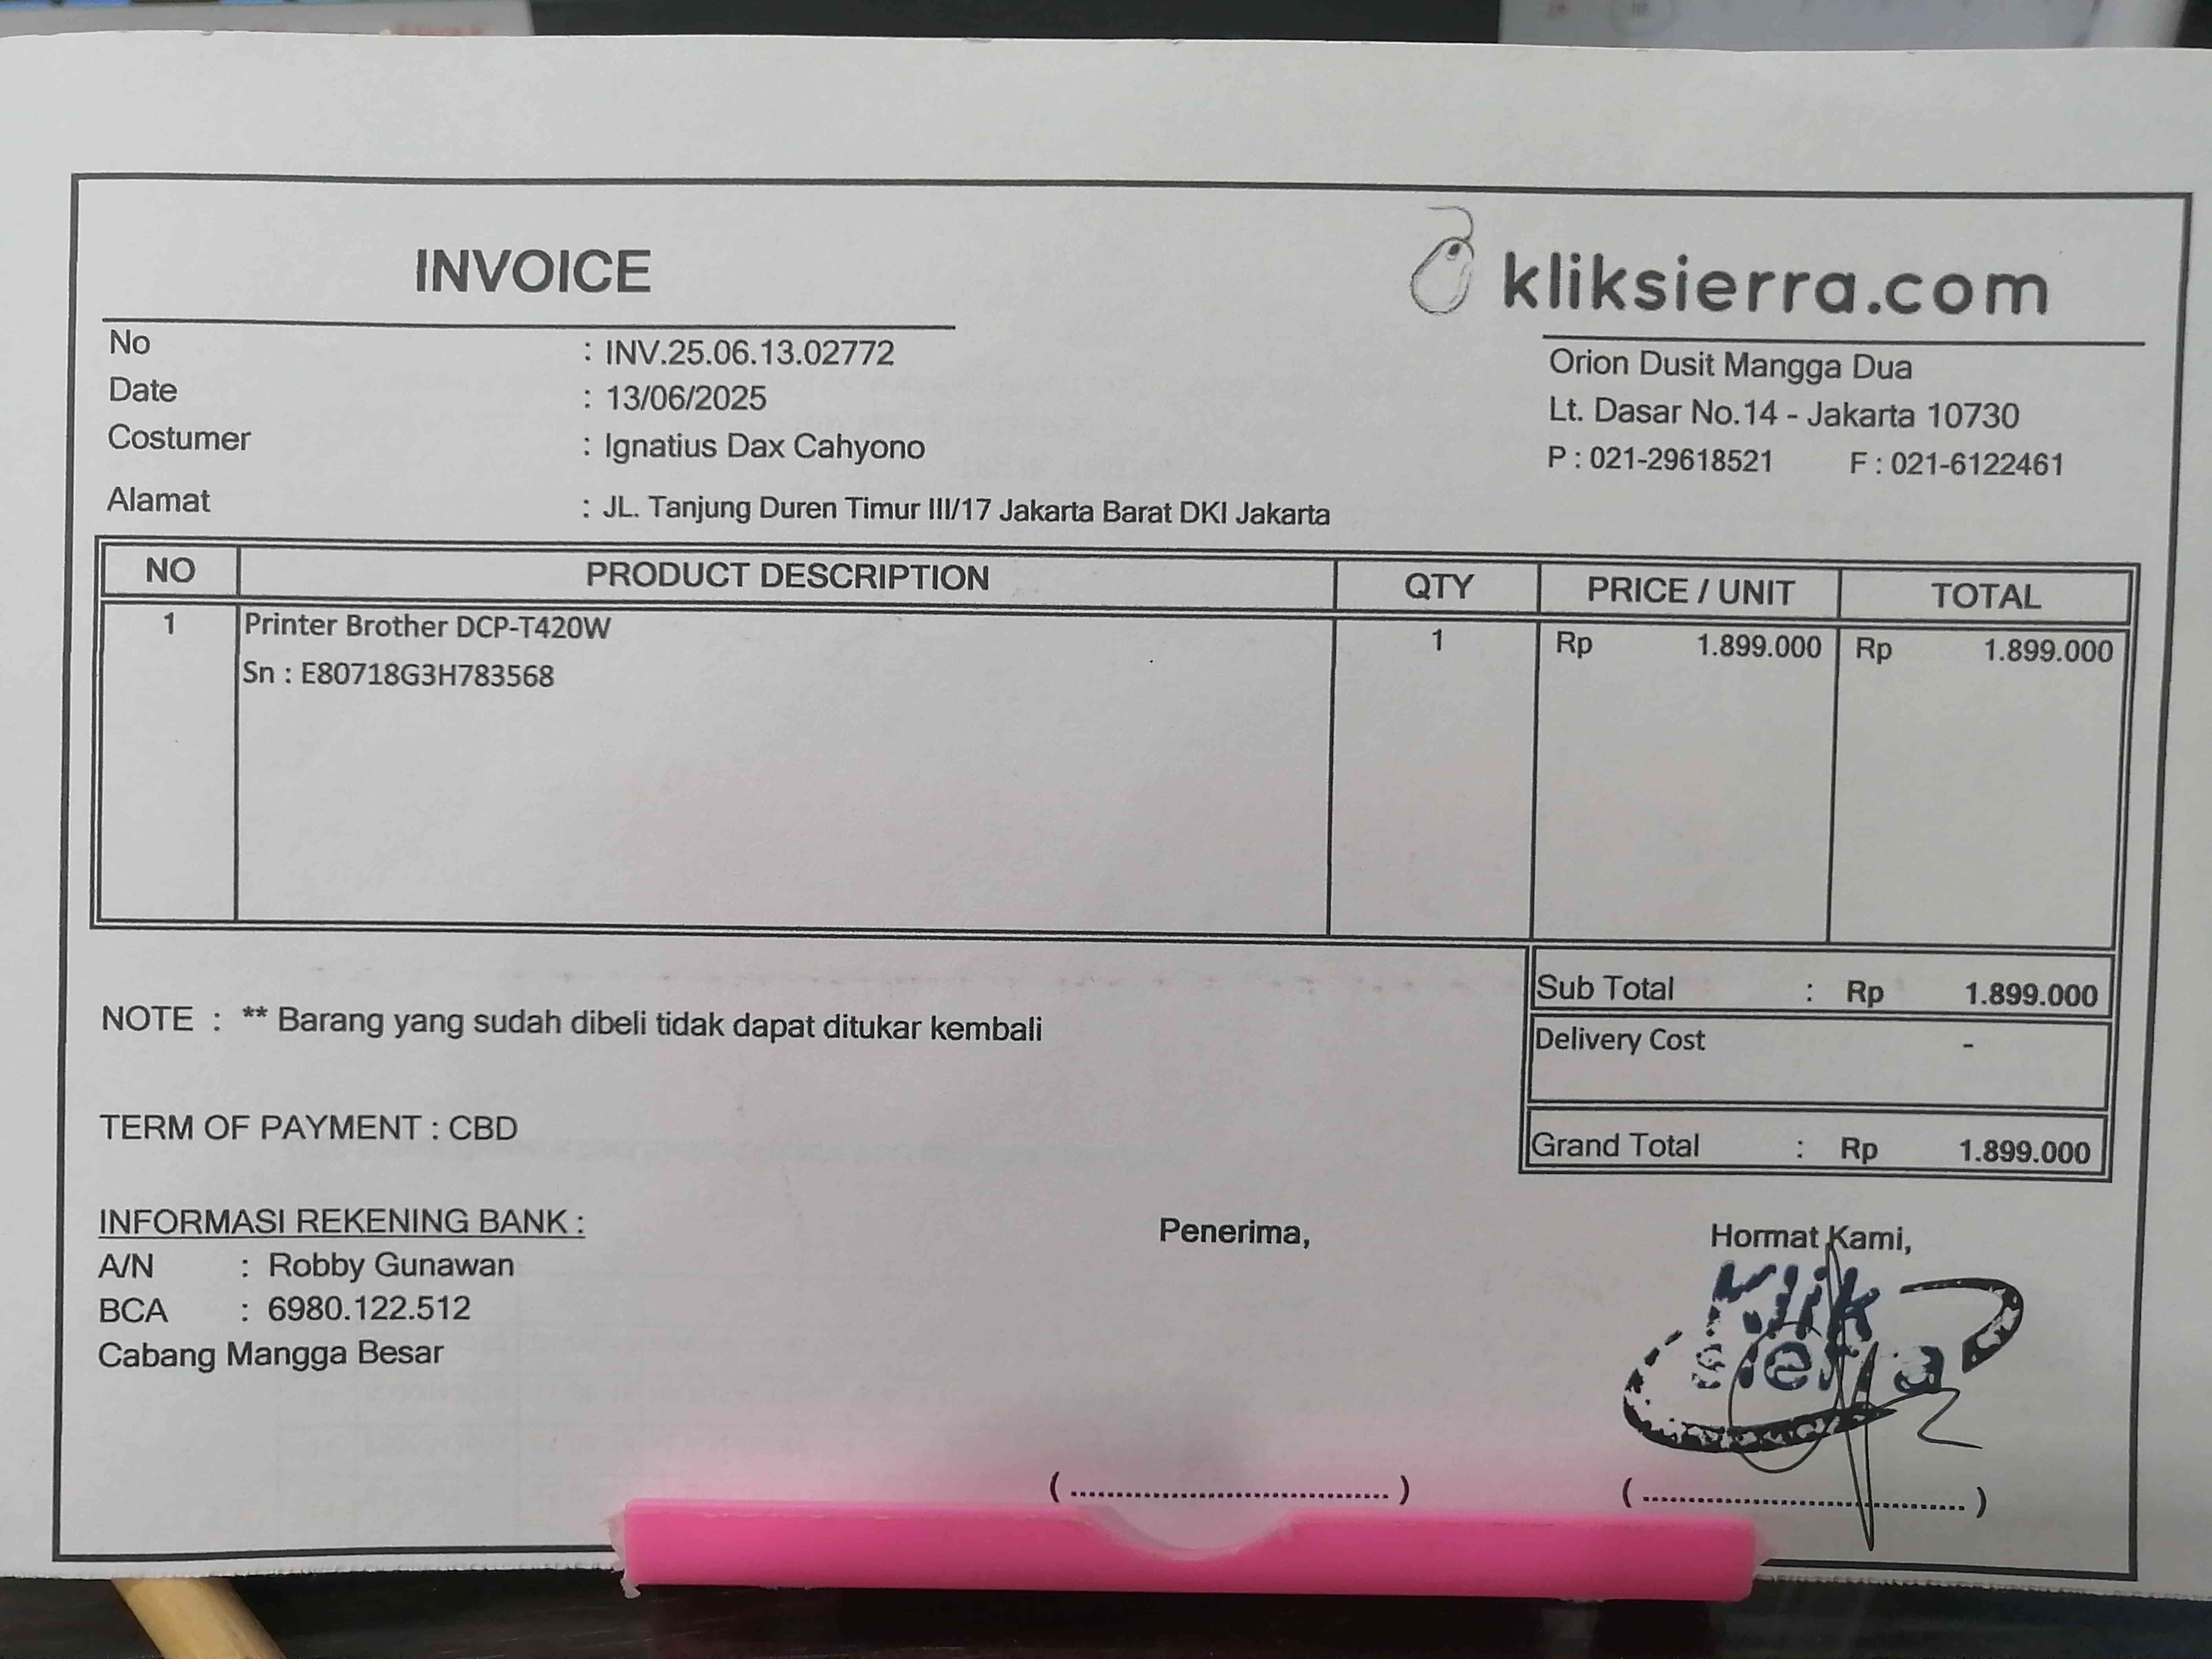 INVOICE
kliksierra.com
No : INV.25.06.13.02772
Date : 13/06/2025
Costumer : Ignatius Dax Cahyono
Alamat : JL. Tanjung Duren Timur III/17 Jakarta Barat DKI Jakarta
Orion Dusit Mangga Dua
Lt. Dasar No.14 - Jakarta 10730
P : 021-29618521 F : 021-6122461
NO PRODUCT DESCRIPTION QTY PRICE / UNIT TOTAL
1 Printer Brother DCP-T420W 1 Rp 1.899.000 Rp 1.899.000
Sn : E80718G3H783568
Sub Total : Rp 1.899.000
Delivery Cost -
Grand Total : Rp 1.899.000
NOTE : ** Barang yang sudah dibeli tidak dapat ditukar kembali
TERM OF PAYMENT : CBD
INFORMASI REKENING BANK :
A/N : Robby Gunawan
BCA : 6980.122.512
Cabang Mangga Besar
Penerima,
(........................................)
Hormat Kami,
Klik
sierra
(........................................)